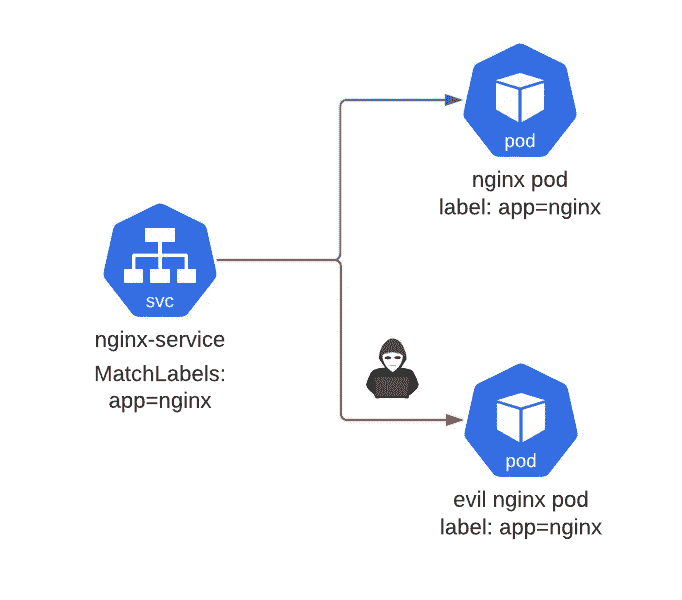 pod
nginx pod
label: app=nginx
svc
nginx-service
MatchLabels:
app=nginx
pod
evil nginx pod
label: app=nginx